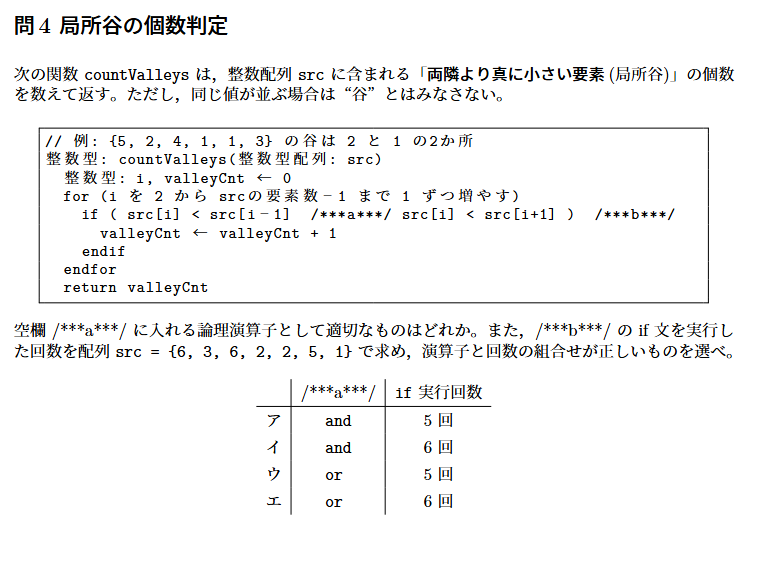 問4 局所谷の個数判定
次の関数 countValleys は，整数配列 src に含まれる「両隣より真に小さい要素 (局所谷)」の個数
を数えて返す。ただし，同じ値が並ぶ場合は “谷” とはみなさない。
// 例: {5, 2, 4, 1, 1, 3} の谷は 2 と 1 の2か所
整数型: countValleys(整数型配列: src)
整数型: i, valleyCnt ← 0
for (i を 2 から srcの要素数－1 まで 1 ずつ増やす)
if ( src[i] < src[i－1] /***a***/ src[i] < src[i+1] ) /***b***/
valleyCnt ← valleyCnt + 1
endif
endfor
return valleyCnt
空欄 /***a***/ に入れる論理演算子として適切なものはどれか。また，/***b***/ の if 文を実行し
た回数を配列 src = {6, 3, 6, 2, 2, 5, 1} で求め，演算子と回数の組合せが正しいものを選べ。
/***a***/ if 実行回数
ア and 5 回
イ and 6 回
ウ or 5 回
エ or 6 回